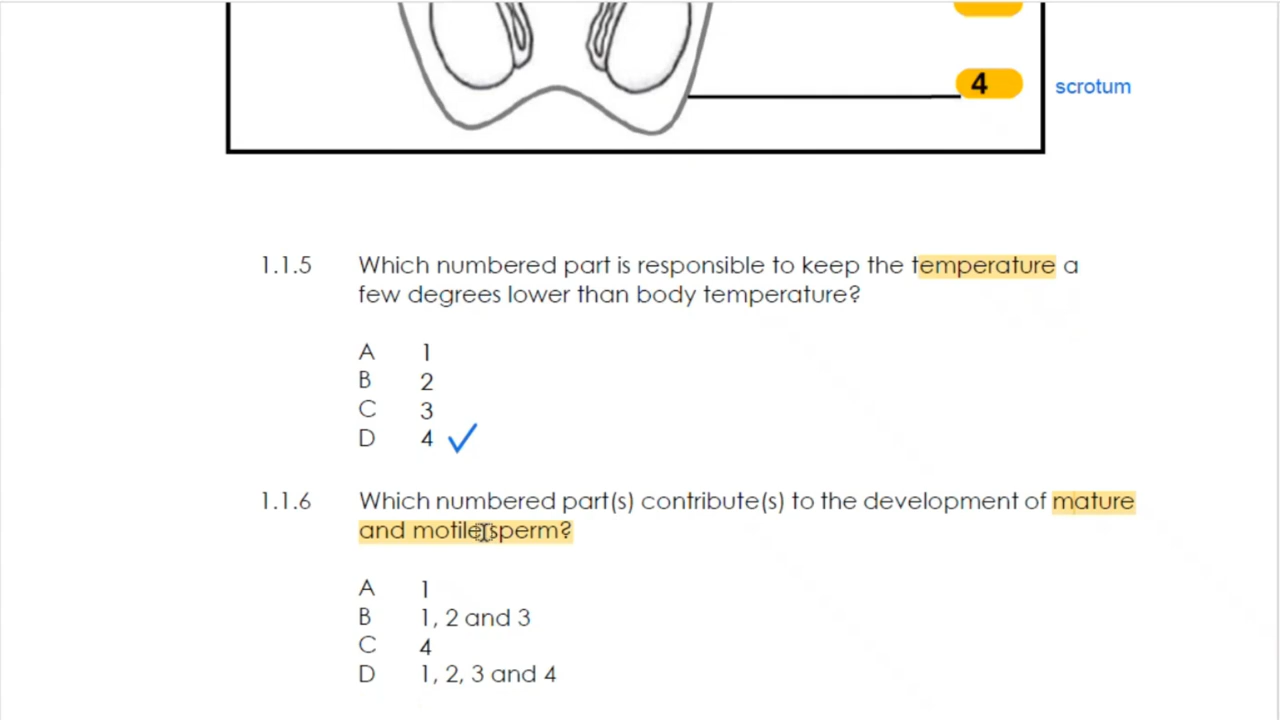 4 scrotum
1.1.5 Which numbered part is responsible to keep the temperature a
few degrees lower than body temperature?
A 1
B 2
C 3
D 4
1.1.6 Which numbered part(s) contribute(s) to the development of mature
and motile sperm?
A 1
B 1, 2 and 3
C 4
D 1, 2, 3 and 4